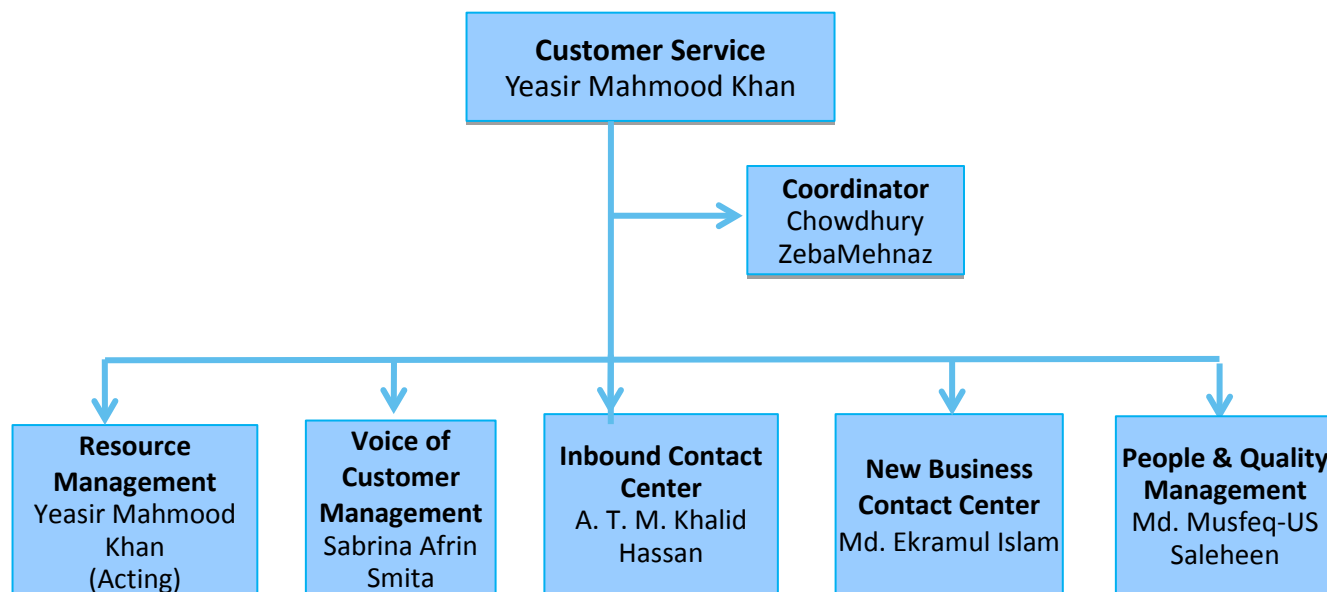 Customer Service
Yeasir Mahmood Khan
Coordinator
Chowdhury
ZebaMehnaz
Resource
Management
Yeasir Mahmood
Khan
(Acting)
Voice of
Customer
Management
Sabrina Afrin
Smita
Inbound Contact
Center
A. T. M. Khalid
Hassan
New Business
Contact Center
Md. Ekramul Islam
People & Quality
Management
Md. Musfeq-US
Saleheen